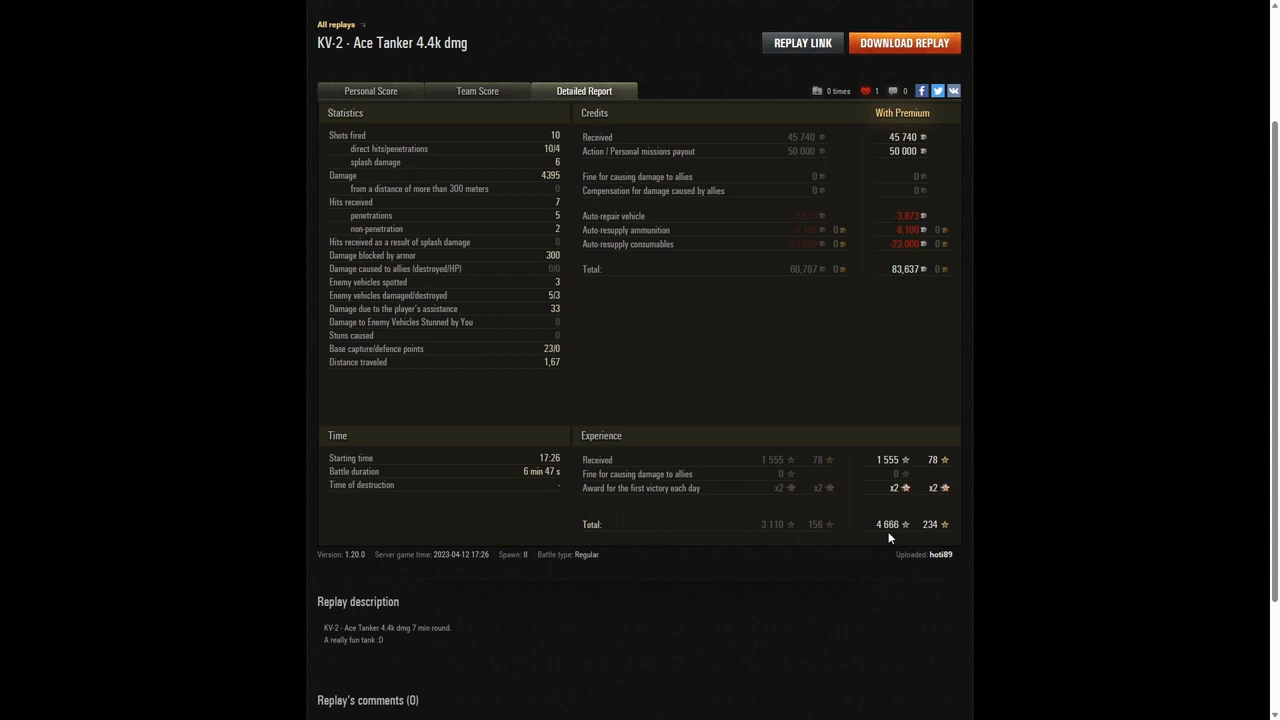 All replays
KV-2 - Ace Tanker 4.4k dmg
REPLAY LINK
DOWNLOAD REPLAY
Personal Score
Team Score
Detailed Report
0 times
1
0
Statistics
Shots fired 10
direct hits/penetrations 10/4
splash damage 6
Damage 4395
from a distance of more than 300 meters 0
Hits received 7
penetrations 5
non-penetration 2
Hits received as a result of splash damage 0
Damage blocked by armor 300
Damage caused to allies (destroyed/HP) 0/0
Enemy vehicles spotted 3
Enemy vehicles damaged/destroyed 5/3
Damage due to the player's assistance 33
Damage to Enemy Vehicles Stunned by You 0
Stuns caused 0
Base capture/defence points 23/0
Distance traveled 1,67
Credits With Premium
Received 45 740 45 740
Action / Personal missions payout 50 000 50 000
Fine for causing damage to allies 0 0
Compensation for damage caused by allies 0 0
Auto-repair vehicle -3,873 -3,873
Auto-resupply ammunition -8,100 0 -8,100 0
Auto-resupply consumables -23,000 0 -23,000 0
Total: 60,767 0 83,637 0
Time
Starting time 17:26
Battle duration 6 min 47 s
Time of destruction -
Experience
Received 1 555 78 1 555 78
Fine for causing damage to allies 0 0
Award for the first victory each day x2 x2 x2 x2
Total: 3 110 156 4 666 234
Version: 1.20.0 Server game time: 2023-04-12 17:26 Spawn: II Battle type: Regular Uploaded: hoti89
Replay description
KV-2 - Ace Tanker 4.4k dmg 7 min round.
A really fun tank :D
Replay's comments (0)